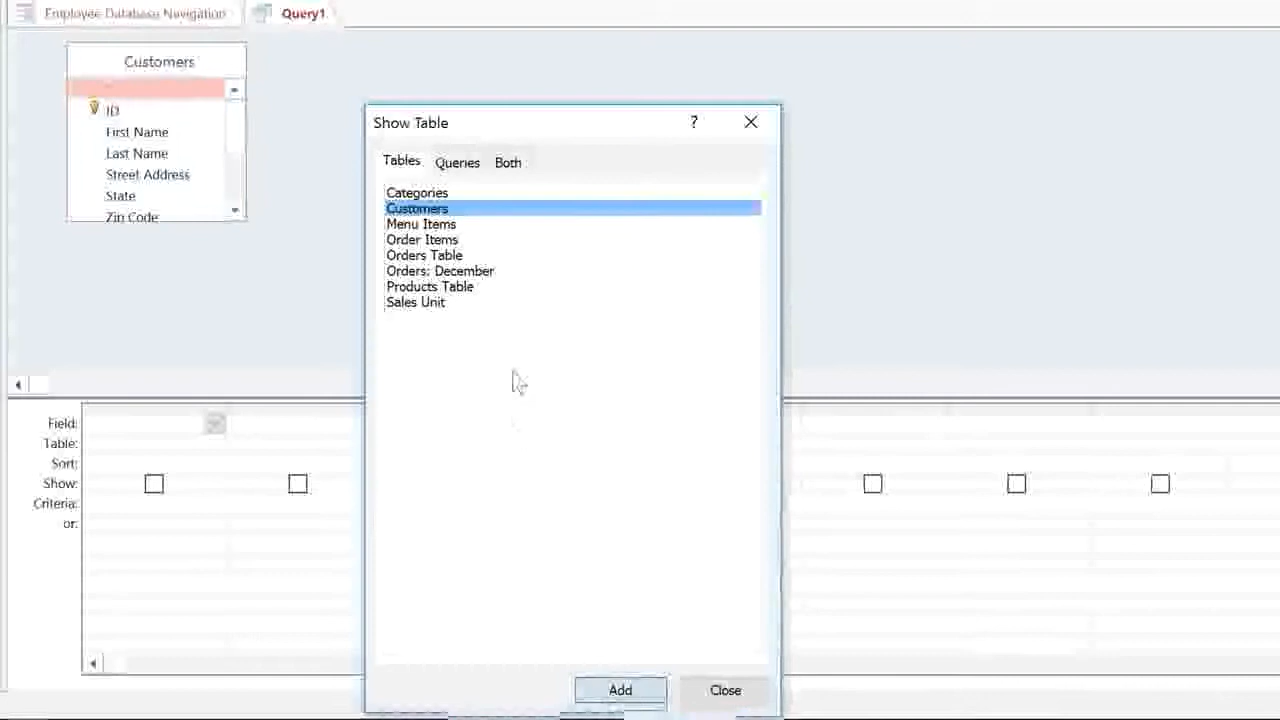 Employee Database Navigation
Query1
Customers
*
ID
First Name
Last Name
Street Address
State
Zip Code
Show Table
?
Tables
Queries
Both
Categories
Customers
Menu Items
Order Items
Orders Table
Orders: December
Products Table
Sales Unit
Add
Close
Field:
Table:
Sort:
Show:
Criteria:
or: